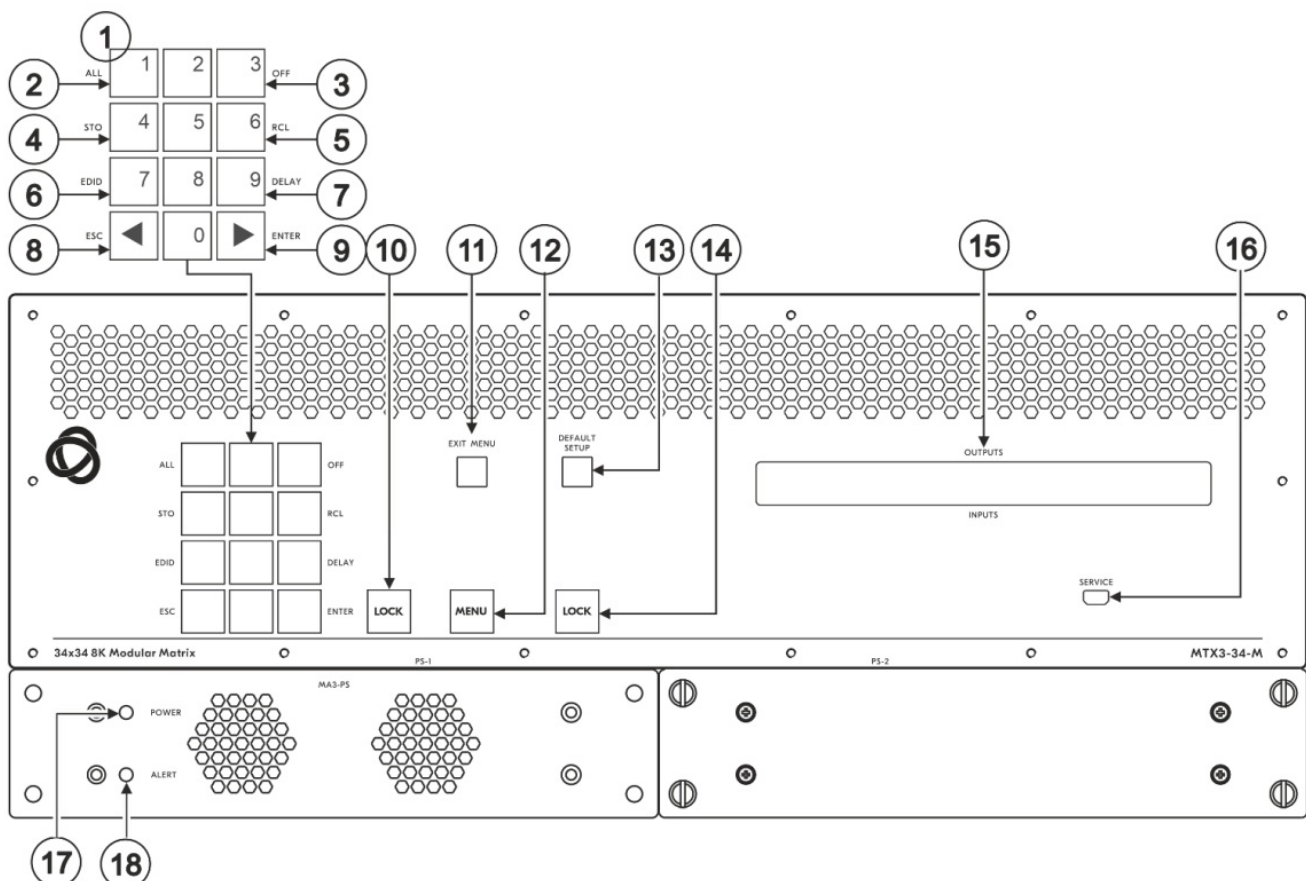 1
2 ALL 1 2 3 OFF 3
4 STO 4 5 6 RCL 5
6 EDID 7 8 9 DELAY 7
8 ESC ◀ 0 ▶ ENTER 9
10 11 12 13 14 15 16
EXIT MENU
DEFAULT
SETUP
OUTPUTS
INPUTS
ALL OFF
STO RCL
EDID DELAY
ESC ENTER
LOCK MENU LOCK
SERVICE
34x34 8K Modular Matrix
PS-1
PS-2
MTX3-34-M
MA3-PS
POWER
ALERT
17 18